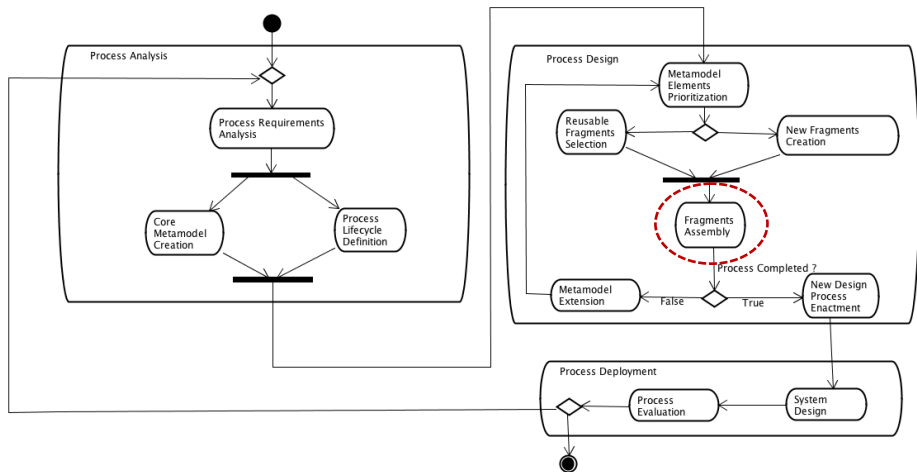 Process Analysis
Process Requirements
Analysis
Core
Metamodel
Creation
Process
Lifecycle
Definition
Process Design
Metamodel
Elements
Prioritization
Reusable
Fragments
Selection
New Fragments
Creation
Fragments
Assembly
Process Completed ?
Metamodel
Extension
False
True
New Design
Process
Enactment
Process Deployment
Process
Evaluation
System
Design